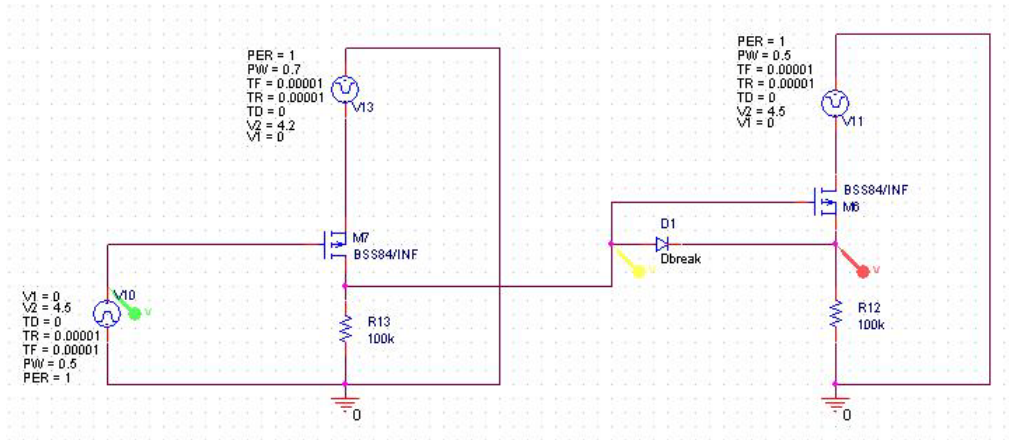 PER = 1
PW = 0.7
TF = 0.00001
TR = 0.00001
TD = 0
V2 = 4.2
V1 = 0
V13
PER = 1
PW = 0.5
TF = 0.00001
TR = 0.00001
TD = 0
V2 = 4.5
V1 = 0
V11
BSS84/INF
M6
D1
Dbreak
M7
BSS84/INF
V
V
V10
V
V1 = 0
V2 = 4.5
TD = 0
TR = 0.00001
TF = 0.00001
PW = 0.5
PER = 1
R13
100k
R12
100k
0
0